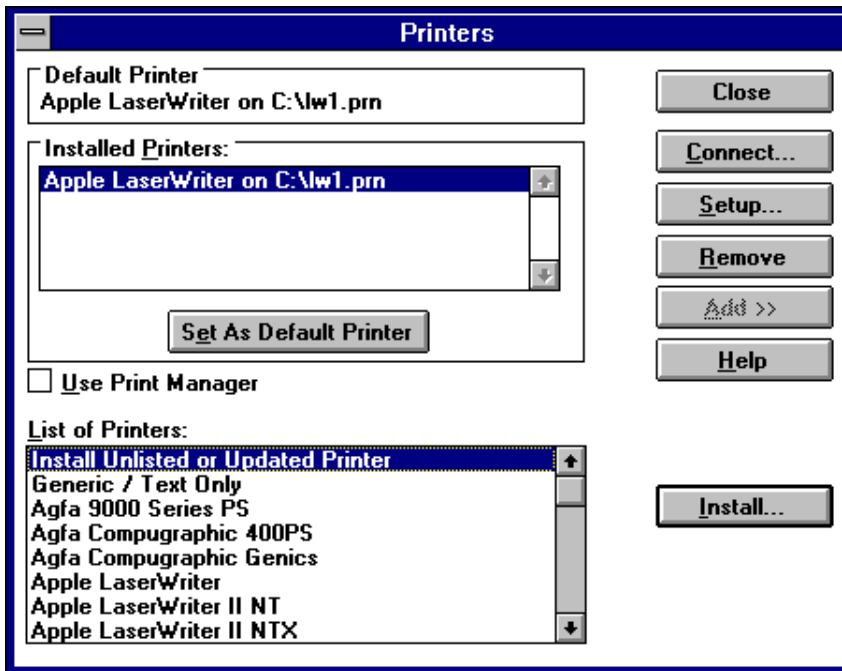 Printers
Default Printer
Apple LaserWriter on C:\lw1.prn
Close
Installed Printers:
Connect...
Apple LaserWriter on C:\lw1.prn
Setup...
Remove
Add >>
Set As Default Printer
Help
Use Print Manager
List of Printers:
Install Unlisted or Updated Printer
Generic / Text Only
Agfa 9000 Series PS
Install...
Agfa Compugraphic 400PS
Agfa Compugraphic Genics
Apple LaserWriter
Apple LaserWriter II NT
Apple LaserWriter II NTX